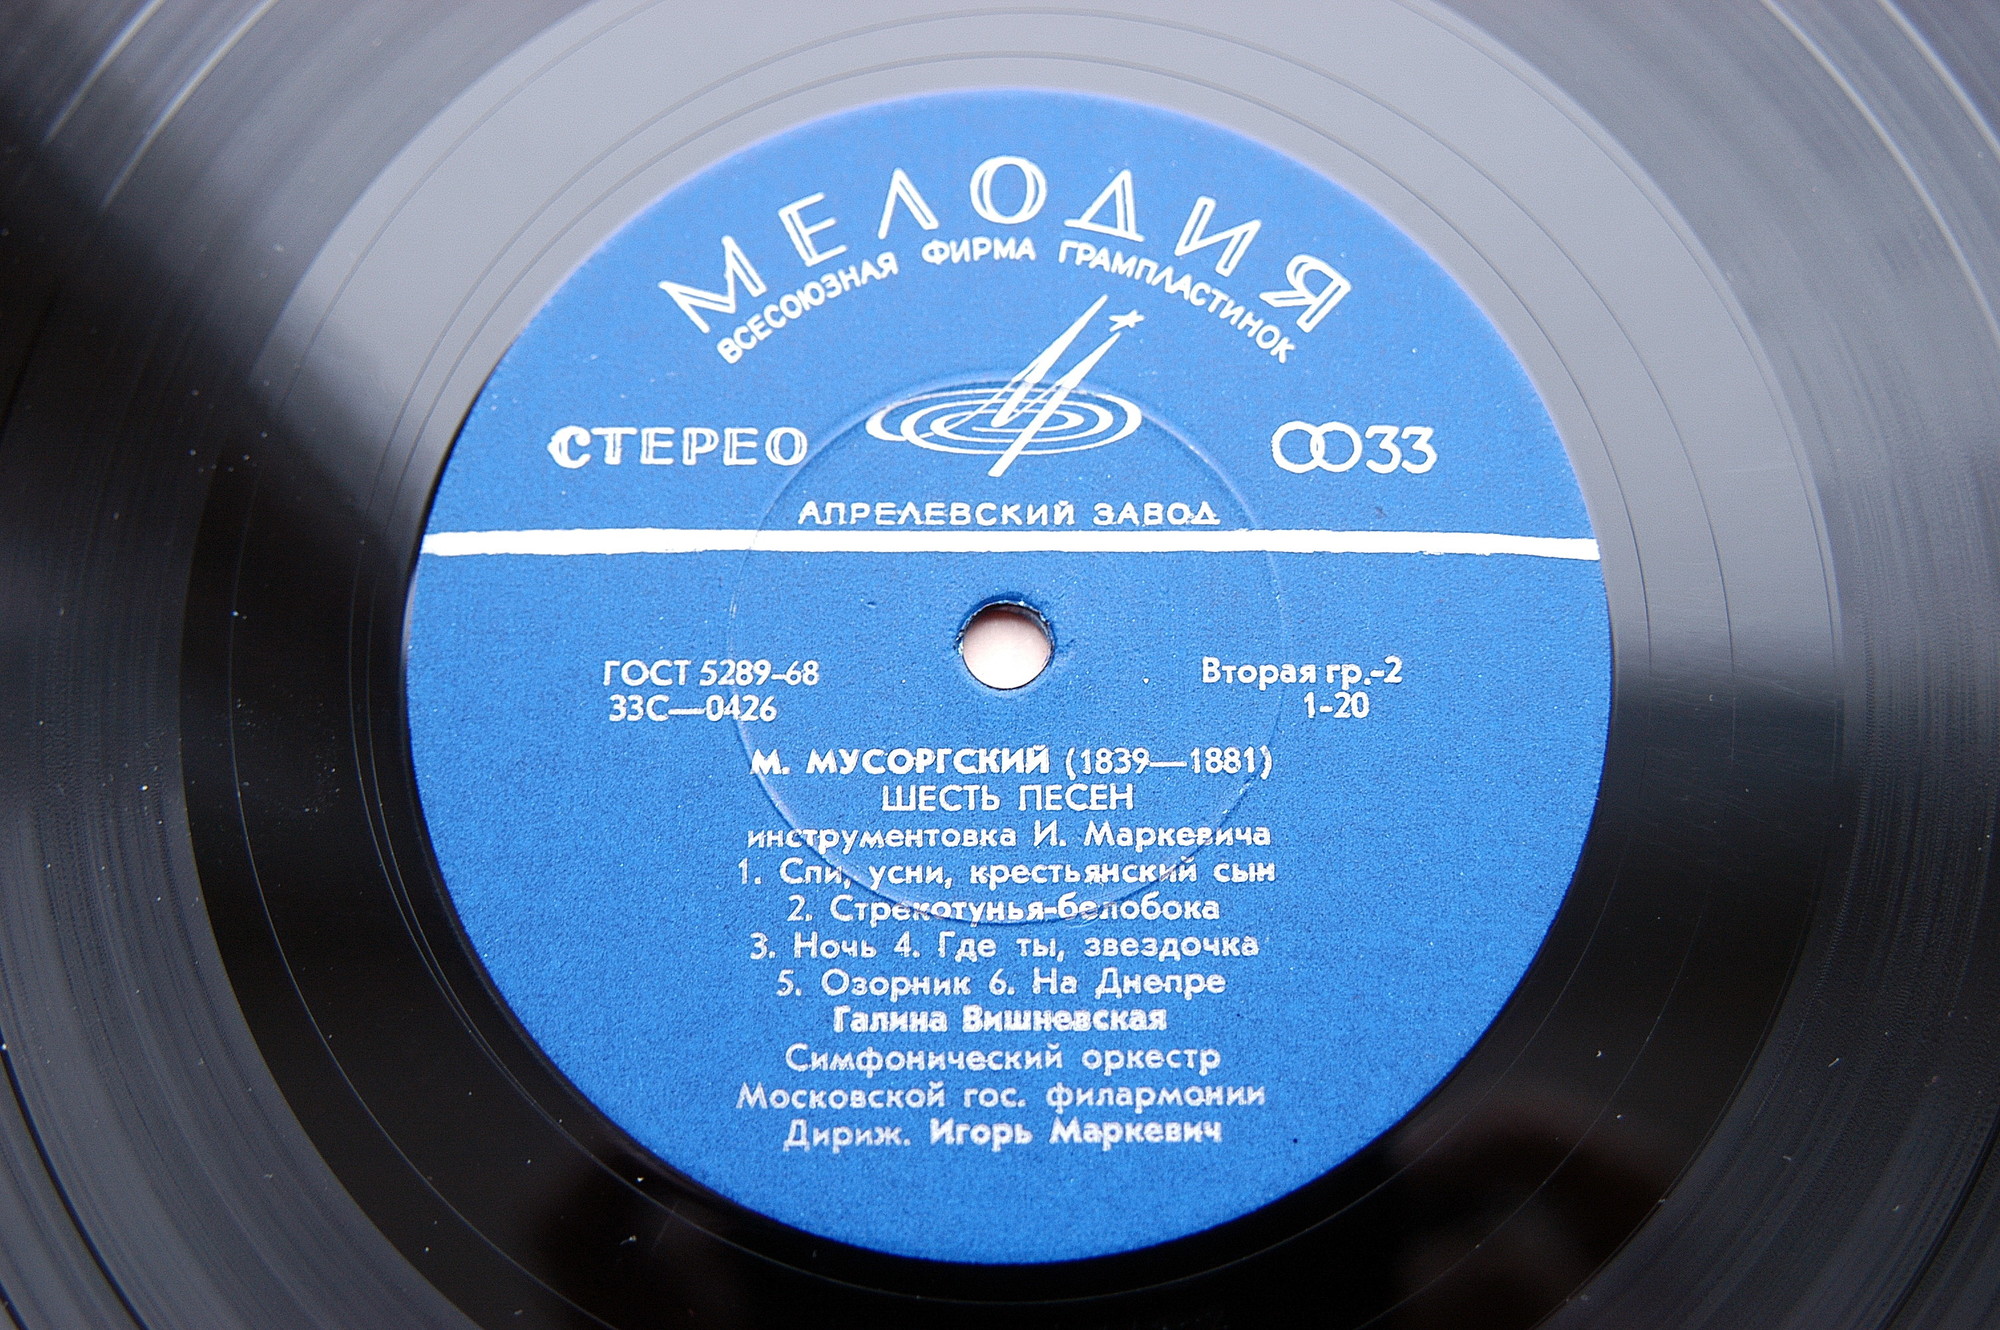 МЕЛОДИЯ
ВСЕСОЮЗНАЯ ФИРМА ГРАМПЛАСТИНОК
СТЕРЕО
33
АПРЕЛЕВСКИЙ ЗАВОД
ГОСТ 5289-68
33С—0426
Вторая гр.-2
1-20
М. МУСОРГСКИЙ (1839—1881)
ШЕСТЬ ПЕСЕН
инструментовка И. Маркевича
1. Спи, усни, крестьянский сын
2. Стрекотунья-белобока
3. Ночь 4. Где ты, звездочка
5. Озорник 6. На Днепре
Галина Вишневская
Симфонический оркестр
Московской гос. филармонии
Дириж. Игорь Маркевич